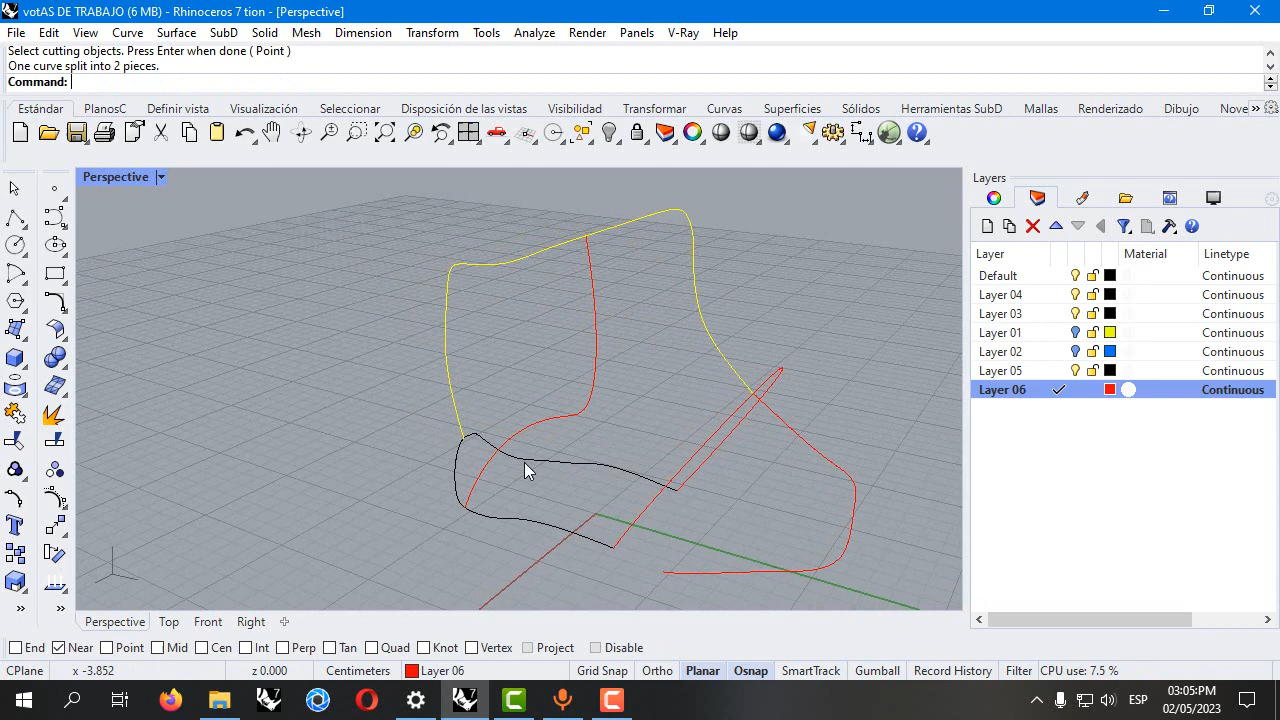 votAS DE TRABAJO (6 MB) - Rhinoceros 7 tion - [Perspective]
File Edit View Curve Surface SubD Solid Mesh Dimension Transform Tools Analyze Render Panels V-Ray Help
Select cutting objects. Press Enter when done ( Point )
One curve split into 2 pieces.
Command:
Estándar PlanosC Definir vista Visualización Seleccionar Disposición de las vistas Visibilidad Transformar Curvas Superficies Sólidos Herramientas SubD Mallas Renderizado Dibujo Nove »
Perspective
Layers
Layer Material Linetype
Default Continuous
Layer 04 Continuous
Layer 03 Continuous
Layer 01 Continuous
Layer 02 Continuous
Layer 05 Continuous
Layer 06 Continuous
Perspective Top Front Right
End Near Point Mid Cen Int Perp Tan Quad Knot Vertex Project Disable
CPlane x -3.852 z 0.000 Centimeters Layer 06 Grid Snap Ortho Planar Osnap SmartTrack Gumball Record History Filter CPU use: 7.5 %
ESP 03:05:PM
02/05/2023